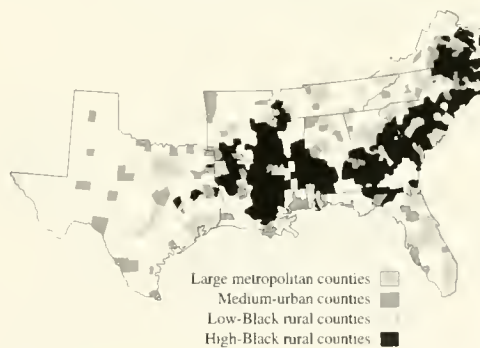 Large metropolitan counties
Medium-urban counties
Low-Black rural counties
High-Black rural counties